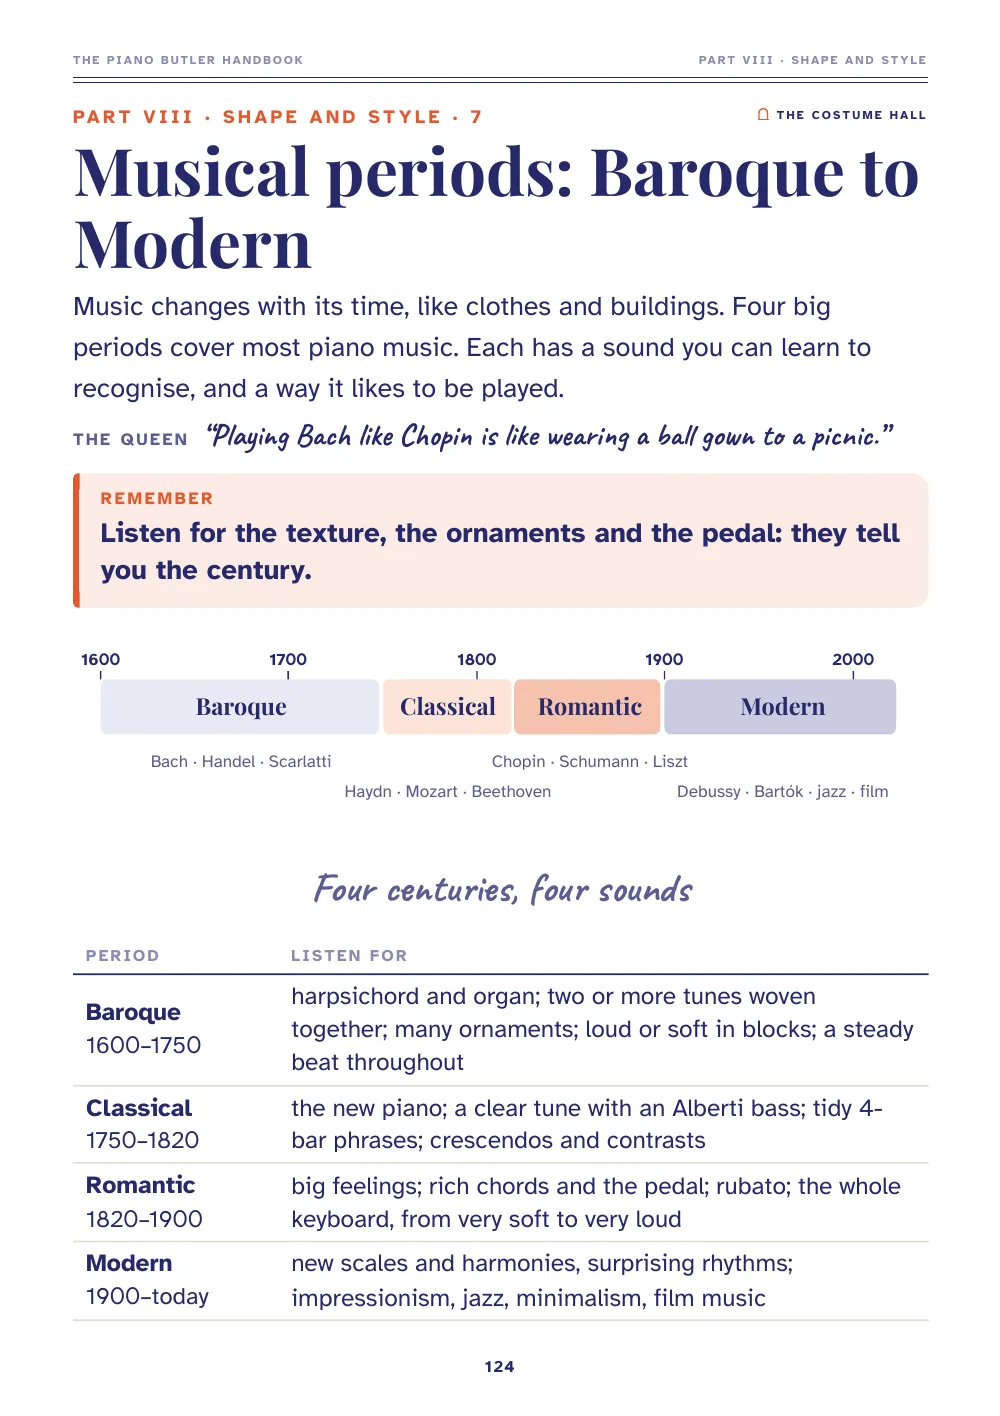 THE PIANO BUTLER HANDBOOK
PART VIII · SHAPE AND STYLE
PART VIII · SHAPE AND STYLE · 7
THE COSTUME HALL
Musical periods: Baroque to
Modern
Music changes with its time, like clothes and buildings. Four big
periods cover most piano music. Each has a sound you can learn to
recognise, and a way it likes to be played.
THE QUEEN “Playing Bach like Chopin is like wearing a ball gown to a picnic.”
REMEMBER
Listen for the texture, the ornaments and the pedal: they tell
you the century.
1600 1700 1800 1900 2000
Baroque Classical Romantic Modern
Bach · Handel · Scarlatti Chopin · Schumann · Liszt
Haydn · Mozart · Beethoven Debussy · Bartók · jazz · film
Four centuries, four sounds
PERIOD LISTEN FOR
Baroque
1600–1750
harpsichord and organ; two or more tunes woven
together; many ornaments; loud or soft in blocks; a steady
beat throughout
Classical
1750–1820
the new piano; a clear tune with an Alberti bass; tidy 4-
bar phrases; crescendos and contrasts
Romantic
1820–1900
big feelings; rich chords and the pedal; rubato; the whole
keyboard, from very soft to very loud
Modern
1900–today
new scales and harmonies, surprising rhythms;
impressionism, jazz, minimalism, film music
124